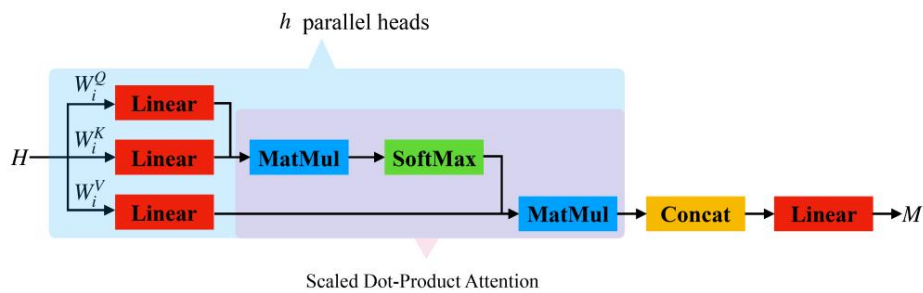 h parallel heads
W_i^Q
Linear
W_i^K
H
Linear
MatMul
SoftMax
W_i^V
Linear
MatMul
Concat
Linear
M
Scaled Dot-Product Attention